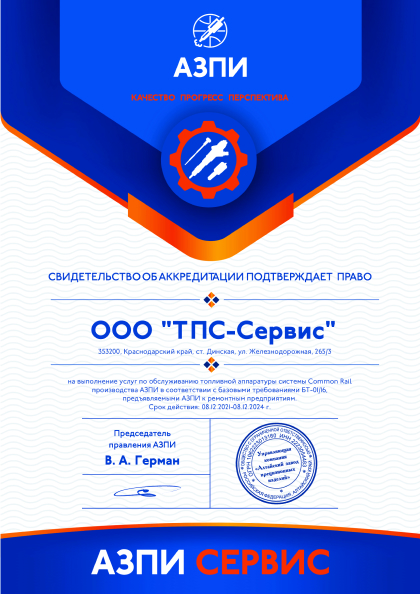 АЗПИ
КАЧЕСТВО ПРОГРЕСС ПЕРСПЕКТИВА
СВИДЕТЕЛЬСТВО ОБ АККРЕДИТАЦИИ ПОДТВЕРЖДАЕТ ПРАВО
ООО "ТПС-Сервис"
353200, Краснодарский край, ст. Динская, ул. Железнодорожная, 265/3
на выполнение услуг по обслуживанию топливной аппаратуры системы Common Rail
производства АЗПИ в соответствии с базовыми требованиями БТ-01/16,
предъявляемыми АЗПИ к ремонтным предприятиям.
Срок действия: 08.12.2021-08.12.2024 г.
Председатель
правления АЗПИ
В. А. Герман
Управляющая
компания
«Алтайский завод
прецизионных
изделий»
АЗПИ СЕРВИС